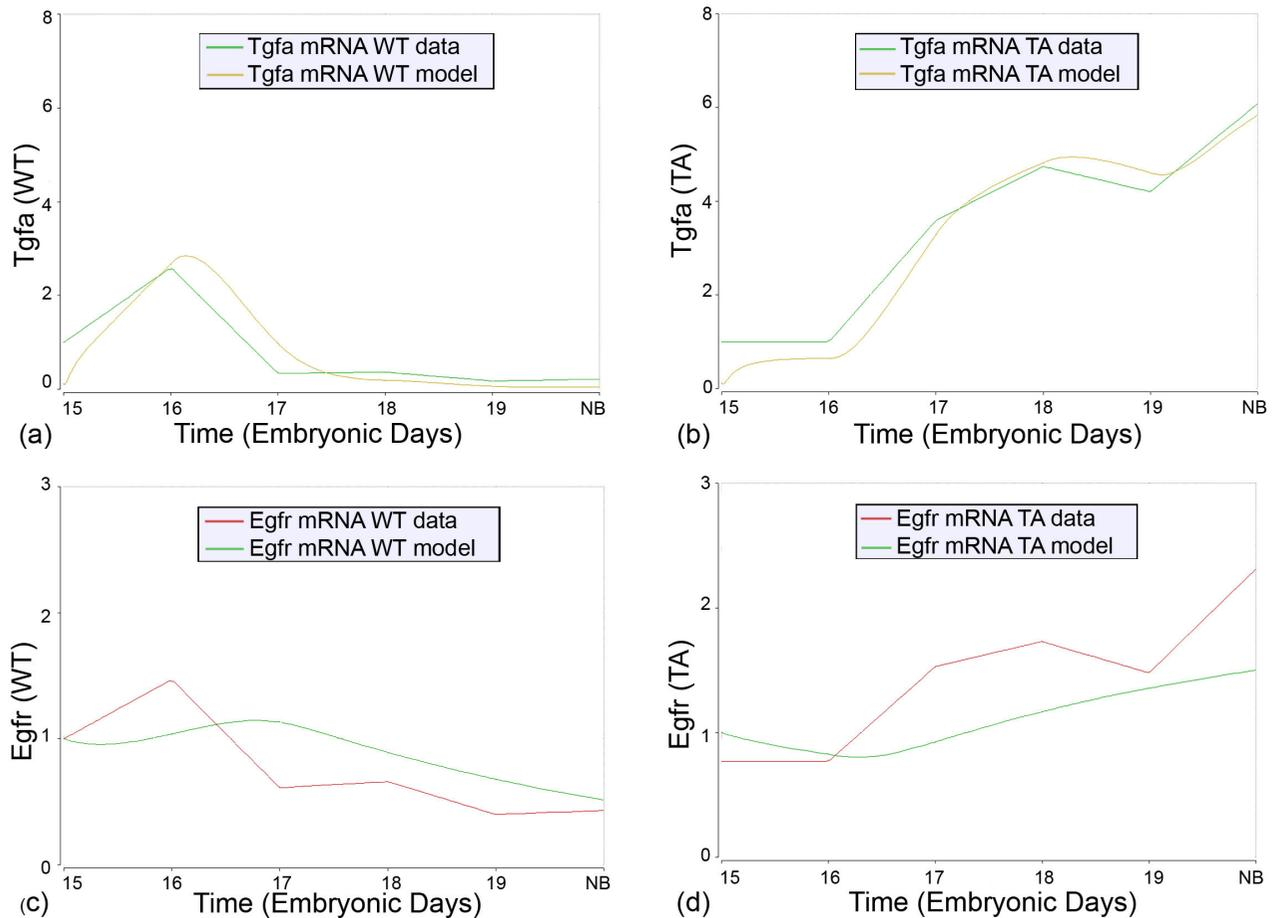 8
6
4
2
0
Tgfa (WT)
Tgfa mRNA WT data
Tgfa mRNA WT model
15 16 17 18 19 NB
(a) Time (Embryonic Days)
8
6
4
2
0
Tgfa (TA)
Tgfa mRNA TA data
Tgfa mRNA TA model
15 16 17 18 19 NB
(b) Time (Embryonic Days)
3
2
1
0
Egfr (WT)
Egfr mRNA WT data
Egfr mRNA WT model
15 16 17 18 19 NB
(c) Time (Embryonic Days)
3
2
1
0
Egfr (TA)
Egfr mRNA TA data
Egfr mRNA TA model
15 16 17 18 19 NB
(d) Time (Embryonic Days)